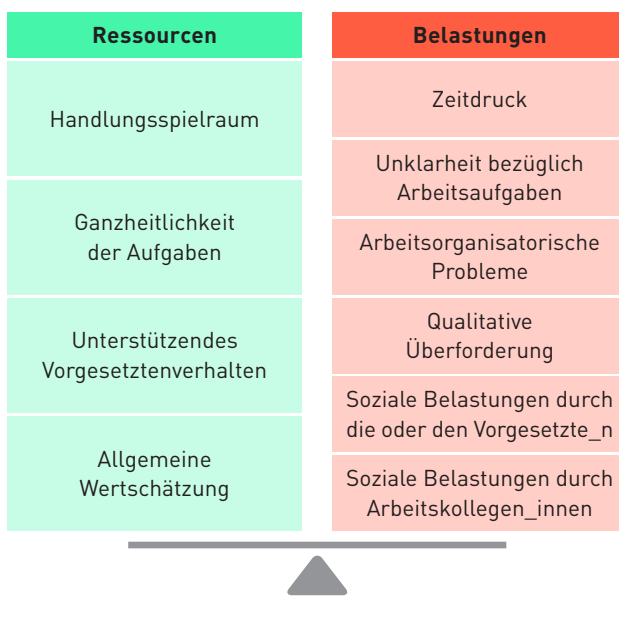 Ressourcen
Handlungsspielraum
Ganzheitlichkeit
der Aufgaben
Unterstützendes
Vorgesetztenverhalten
Allgemeine
Wertschätzung
Belastungen
Zeitdruck
Unklarheit bezüglich
Arbeitsaufgaben
Arbeitsorganisatorische
Probleme
Qualitative
Überforderung
Soziale Belastungen durch
die oder den Vorgesetzte_n
Soziale Belastungen durch
Arbeitskollegen_innen